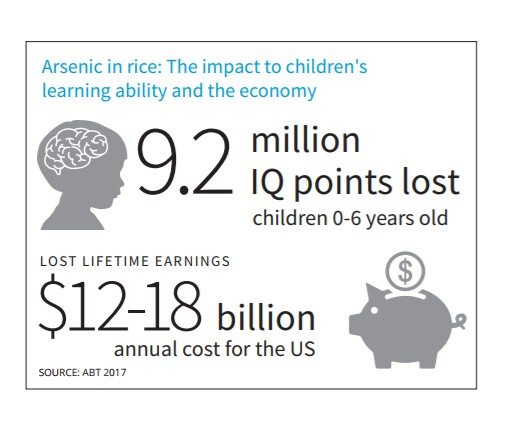 Arsenic in rice: The impact to children's
learning ability and the economy
9.2 million
IQ points lost
children 0-6 years old
LOST LIFETIME EARNINGS
$12-18 billion
annual cost for the US
SOURCE: ABT 2017
$